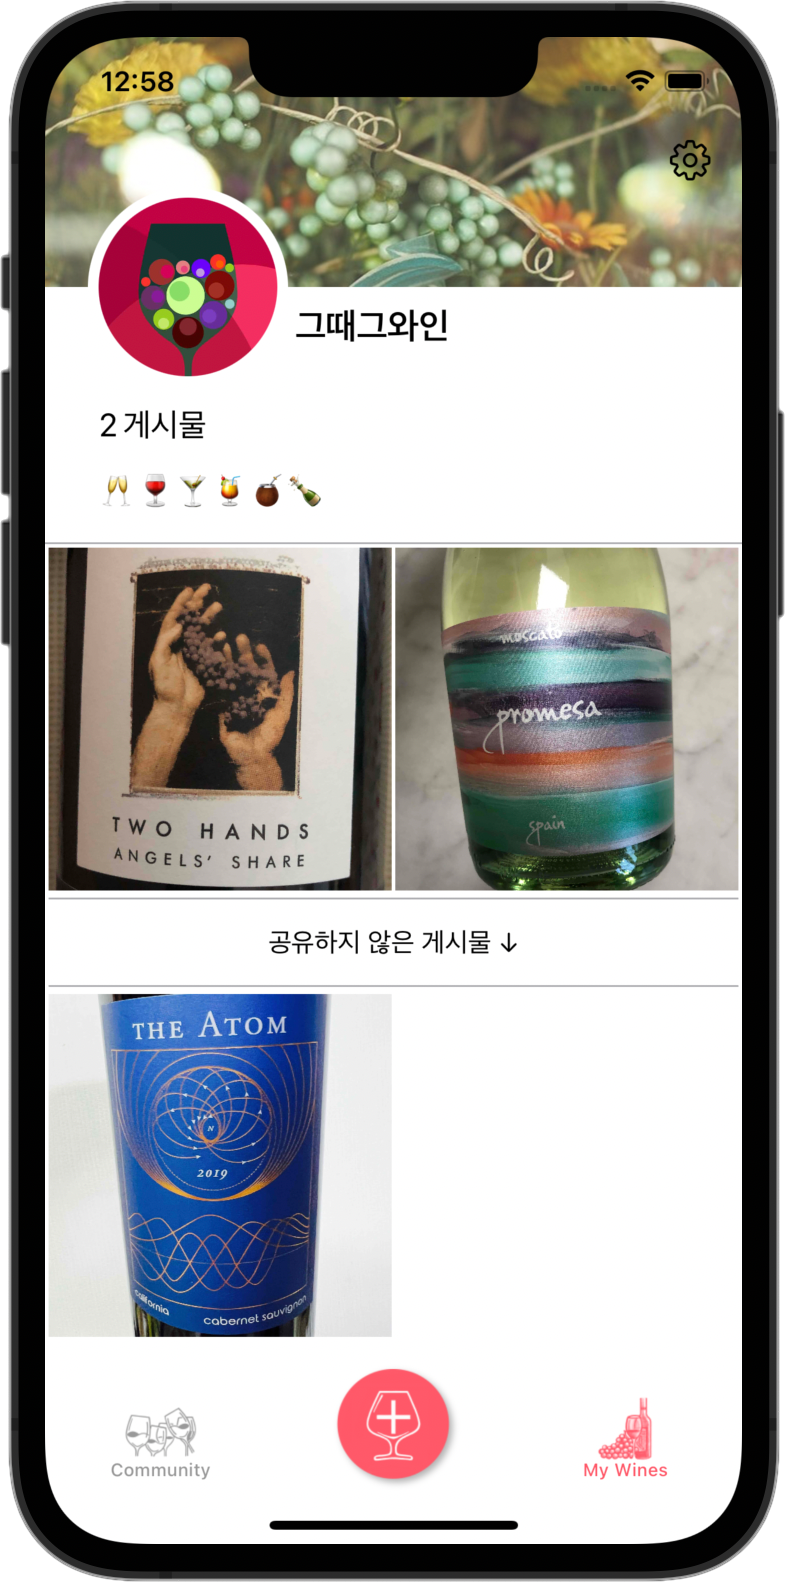 12:58
그때그와인
2 게시물
🥂🍷🍸🍹🧉🍾
TWO HANDS
ANGELS' SHARE
moscato
promesa
spain
공유하지 않은 게시물 ↓
THE ATOM
N
2019
california
cabernet sauvignon
Community
My Wines